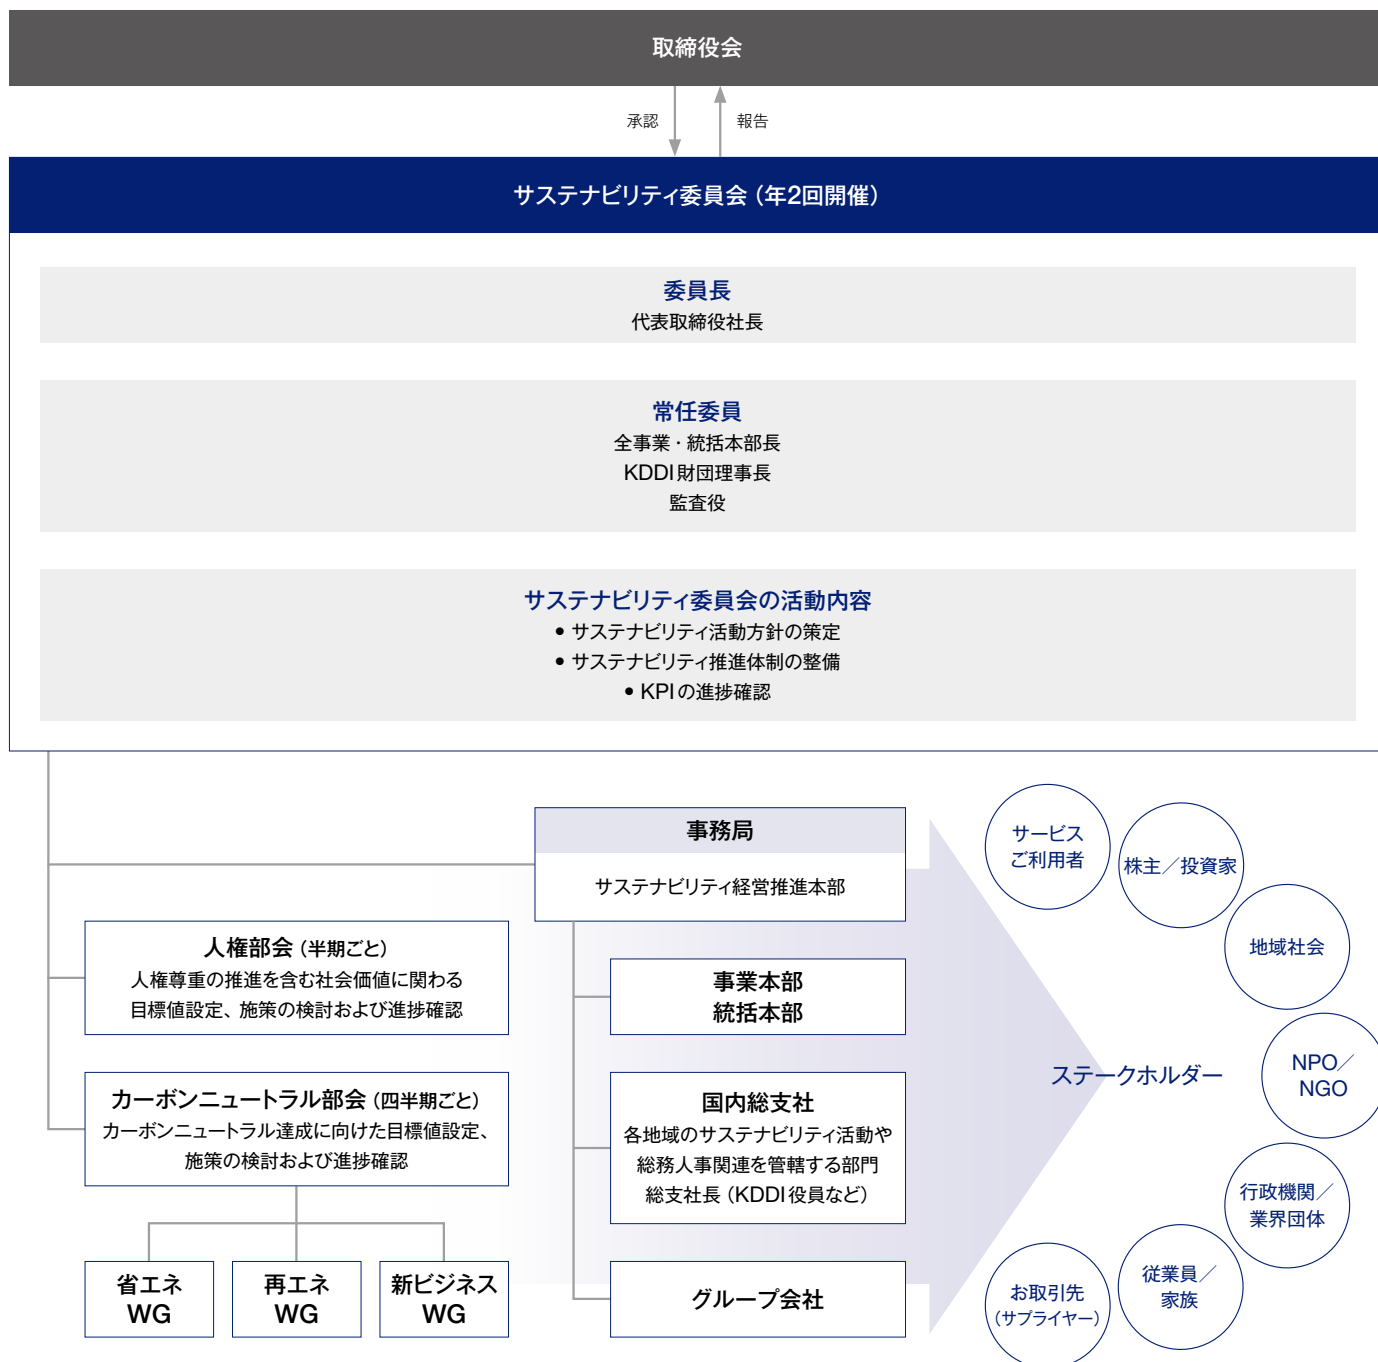 取締役会
承認
報告
サステナビリティ委員会（年2回開催）
委員長
代表取締役社長
常任委員
全事業・統括本部長
KDDI財団理事長
監査役
サステナビリティ委員会の活動内容
• サステナビリティ活動方針の策定
• サステナビリティ推進体制の整備
• KPIの進捗確認
事務局
サステナビリティ経営推進本部
人権部会（半期ごと）
人権尊重の推進を含む社会価値に関わる
目標値設定、施策の検討および進捗確認
カーボンニュートラル部会（四半期ごと）
カーボンニュートラル達成に向けた目標値設定、
施策の検討および進捗確認
省エネ
WG
再エネ
WG
新ビジネス
WG
事業本部
統括本部
国内総支社
各地域のサステナビリティ活動や
総務人事関連を管轄する部門
総支社長（KDDI役員など）
グループ会社
ステークホルダー
サービス
ご利用者
株主／投資家
地域社会
NPO／
NGO
行政機関／
業界団体
従業員／
家族
お取引先
（サプライヤー）